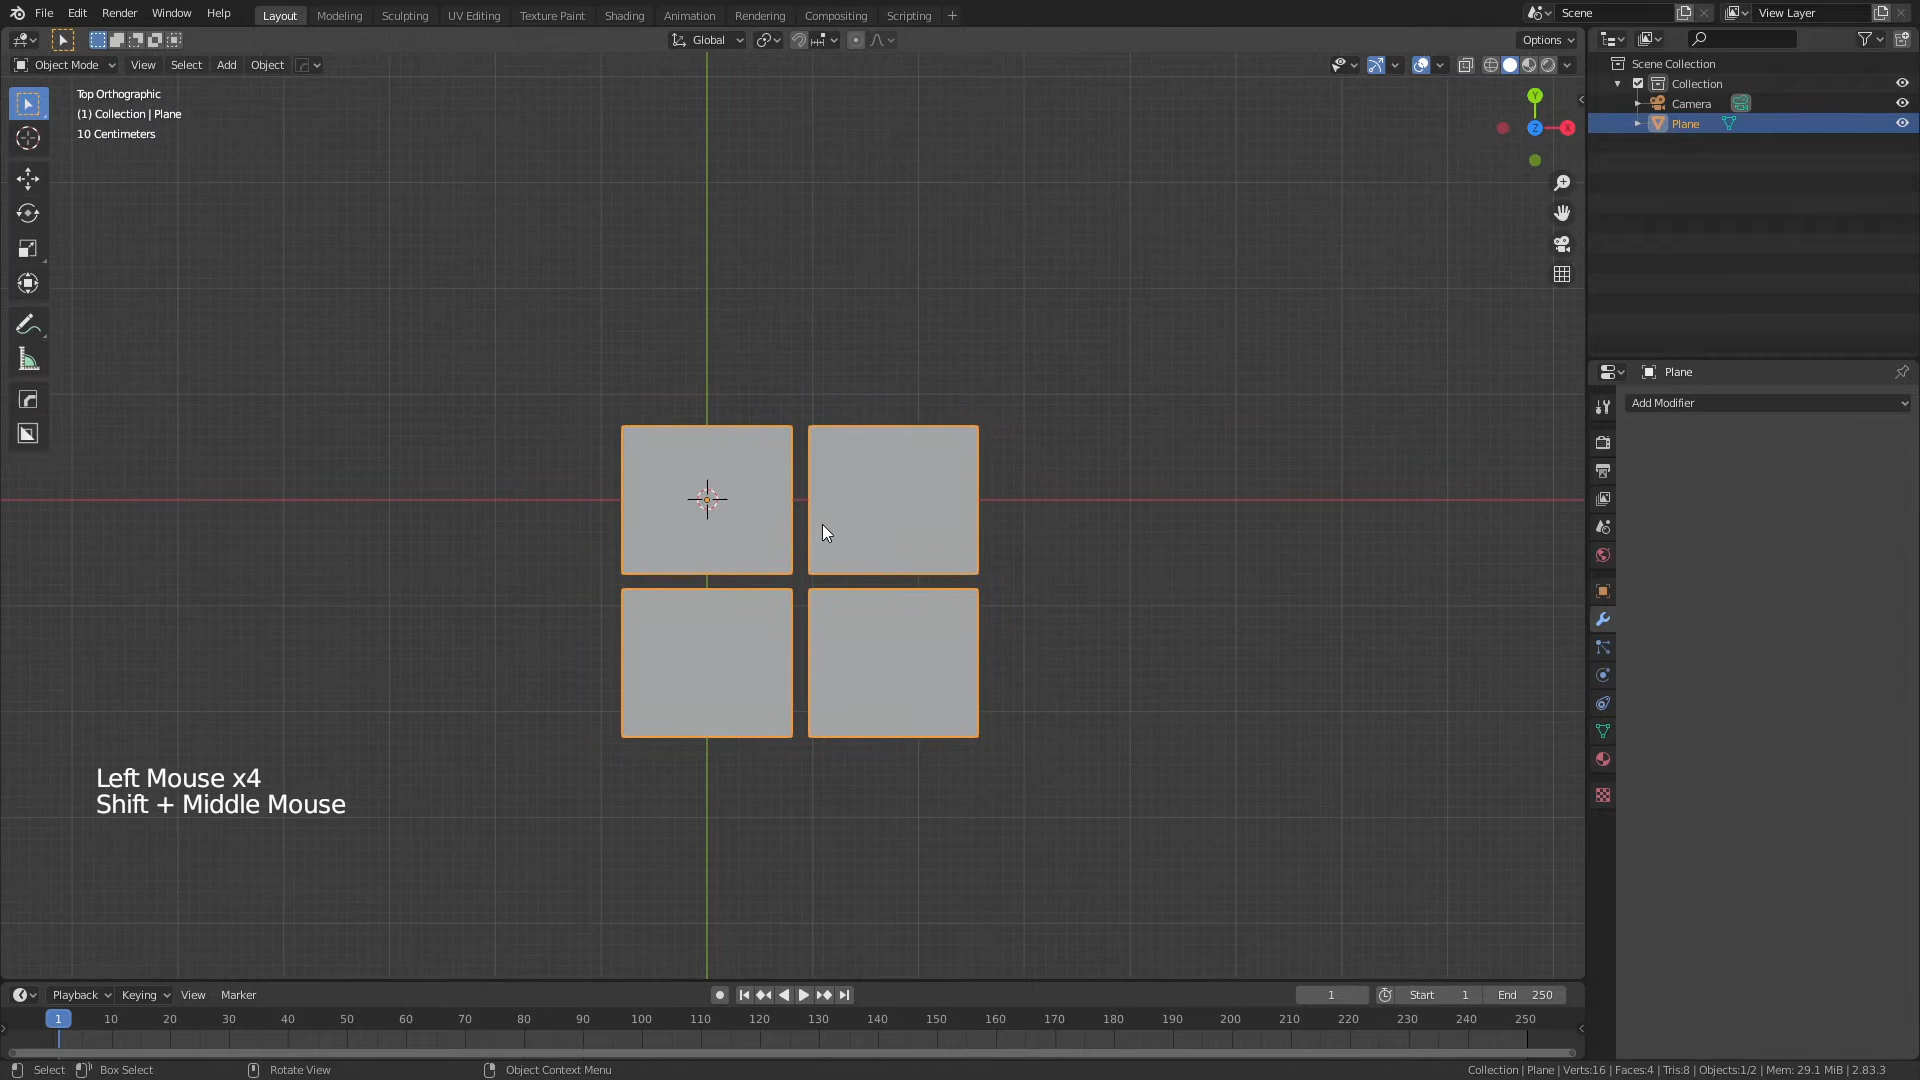 File Edit Render Window Help Layout Modeling Sculpting UV Editing Texture Paint Shading Animation Rendering Compositing Scripting + Scene View Layer
Global Options
Object Mode View Select Add Object
Scene Collection
Collection
Camera
Plane
Top Orthographic
(1) Collection | Plane
10 Centimeters
Y
Z X
Plane
Add Modifier
Left Mouse x4
Shift + Middle Mouse
Playback Keying View Marker 1 Start 1 End 250
1 10 20 30 40 50 60 70 80 90 100 110 120 130 140 150 160 170 180 190 200 210 220 230 240 250
Select Box Select Rotate View Object Context Menu Collection | Plane | Verts:16 | Faces:4 | Tris:8 | Objects:1/2 | Mem: 29.1 MiB | 2.83.3